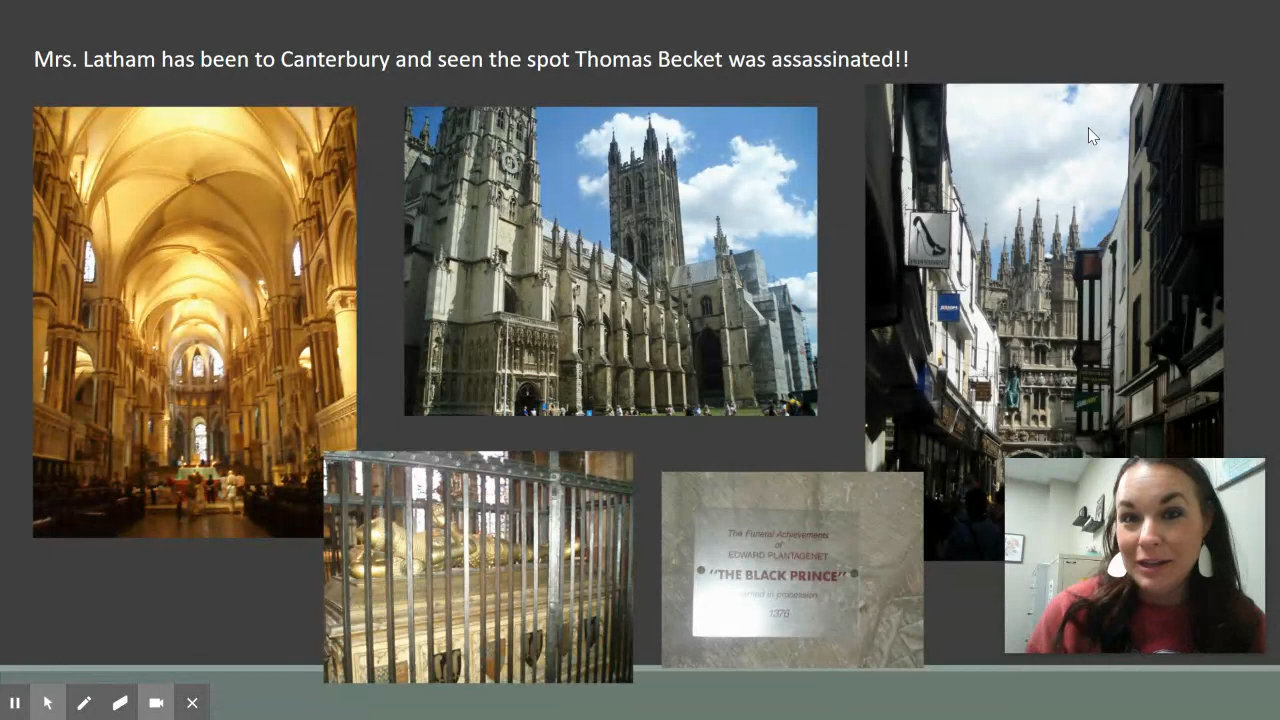 Mrs. Latham has been to Canterbury and seen the spot Thomas Becket was assassinated!!
The Funeral Achievements
of
EDWARD PLANTAGENET
"THE BLACK PRINCE"
carried in procession
1376
SUBWAY